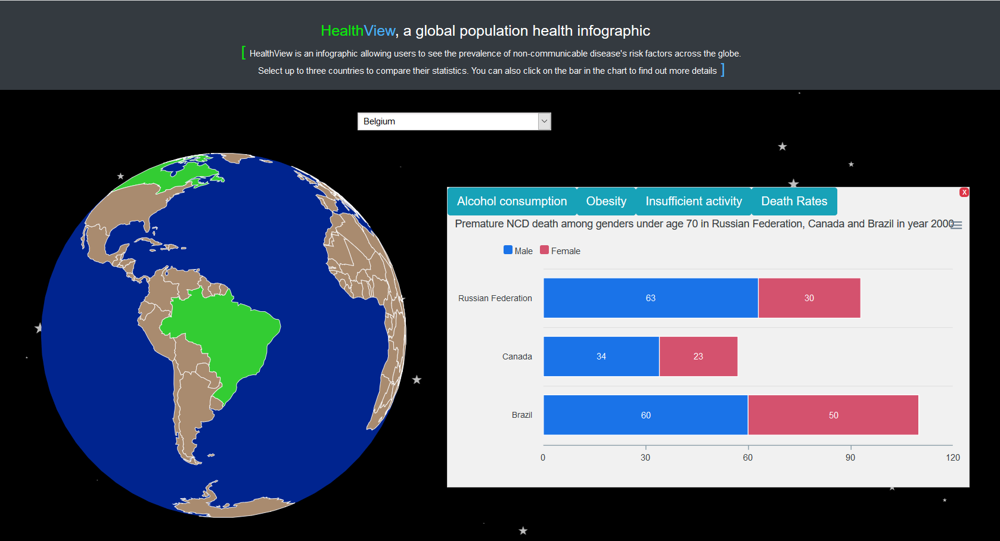 HealthView, a global population health infographic
[ HealthView is an infographic allowing users to see the prevalence of non-communicable disease's risk factors across the globe.
Select up to three countries to compare their statistics. You can also click on the bar in the chart to find out more details ]
Belgium
Alcohol consumption Obesity Insufficient activity Death Rates X
Premature NCD death among genders under age 70 in Russian Federation, Canada and Brazil in year 2000
Male Female
Russian Federation 63 30
Canada 34 23
Brazil 60 50
0 30 60 90 120